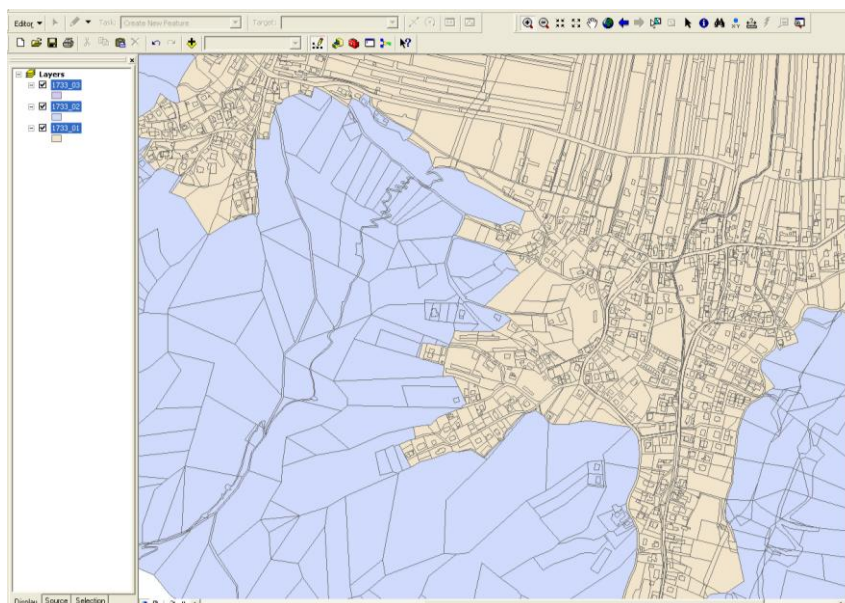 Editor Task: Create New Feature Target:
Layers
1733_03
1733_02
1733_01
Display Source Selection